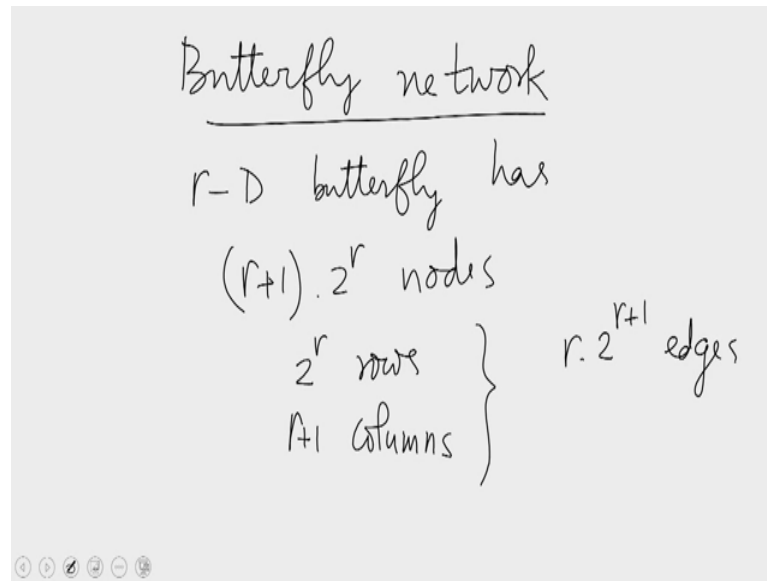 Butterfly network
r-D butterfly has
(r+1). 2^r nodes
2^r rows
r+1 columns
r. 2^{r+1} edges